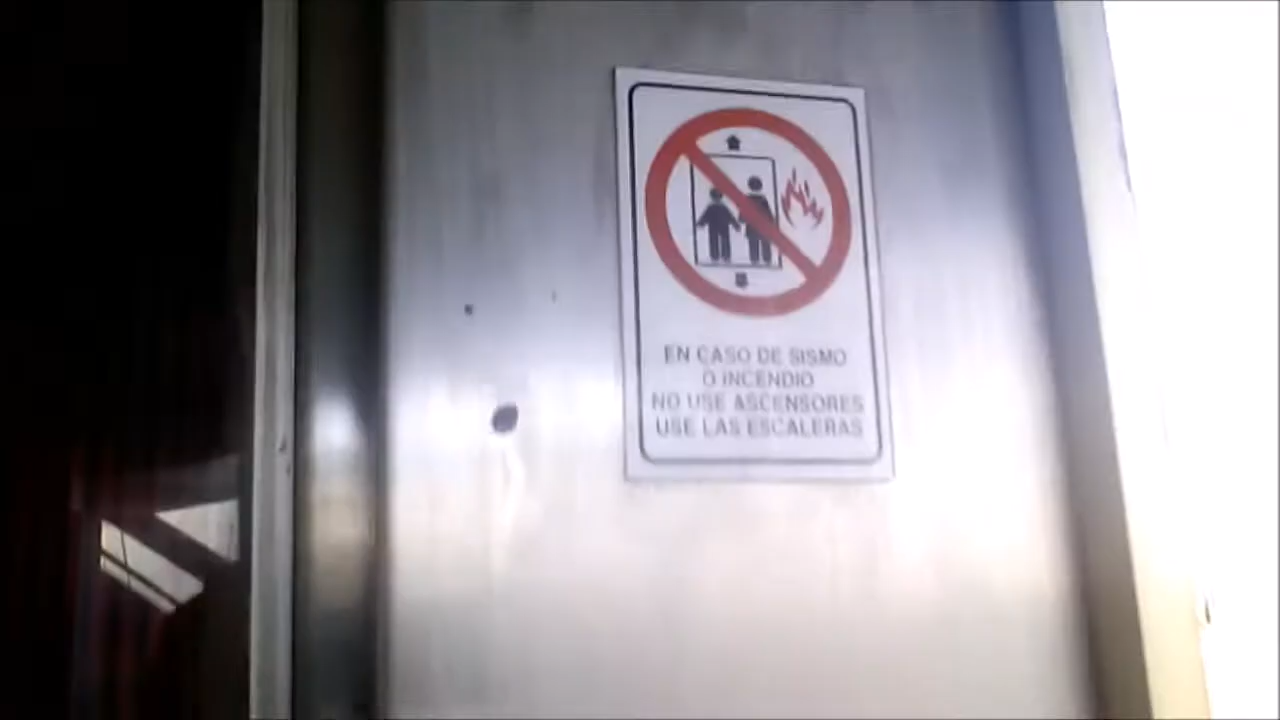 EN CASO DE SISMO
O INCENDIO
NO USE ASCENSORES
USE LAS ESCALERAS